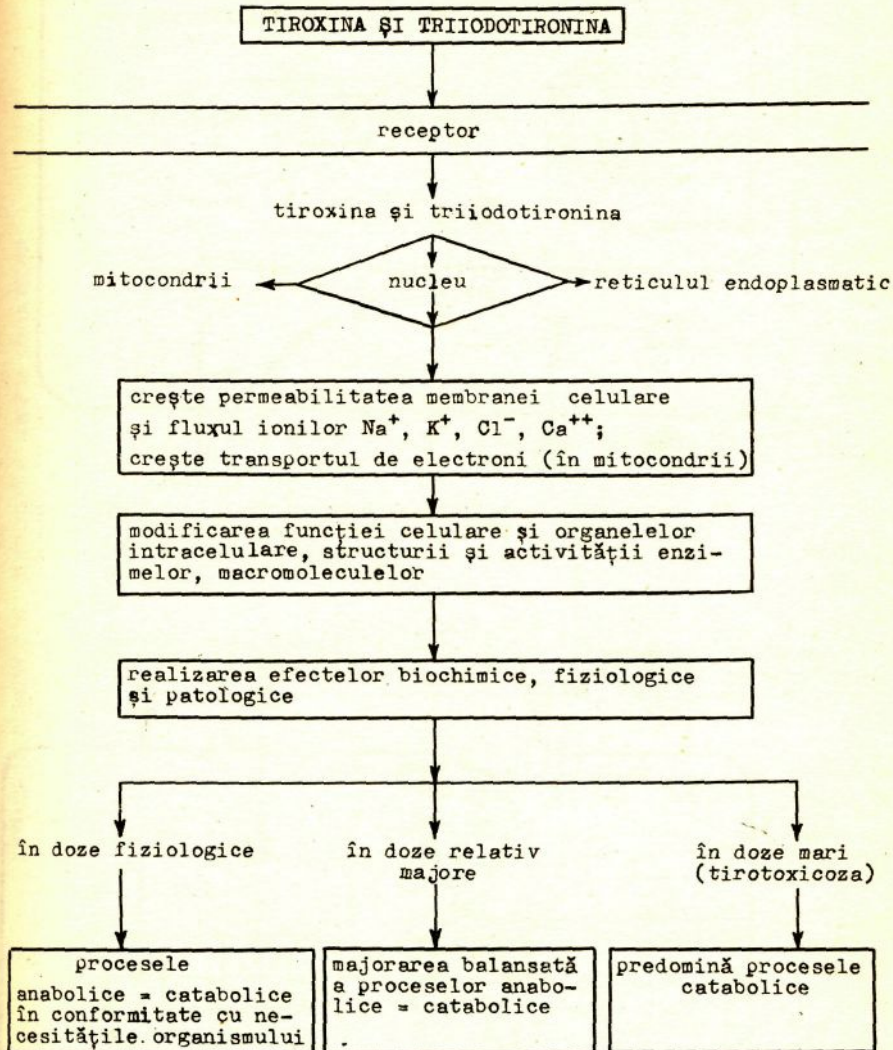 TIROXINA ŞI TRIIODOTIRONINA
receptor
tiroxina şi triiodotironina
mitocondrii
nucleu
reticulul endoplasmatic
creşte permeabilitatea membranei celulare
şi fluxul ionilor Na⁺, K⁺, Cl⁻, Ca⁺⁺;
creşte transportul de electroni (în mitocondrii)
modificarea funcţiei celulare şi organelelor
intracelulare, structurii şi activităţii enzi-
melor, macromoleculelor
realizarea efectelor biochimice, fiziologice
şi patologice
în doze fiziologice
în doze relativ
majore
în doze mari
(tirotoxicoza)
procesele
anabolice = catabolice
în conformitate cu ne-
cesităţile organismului
majorarea balansată
a proceselor anabo-
lice = catabolice
predomină procesele
catabolice